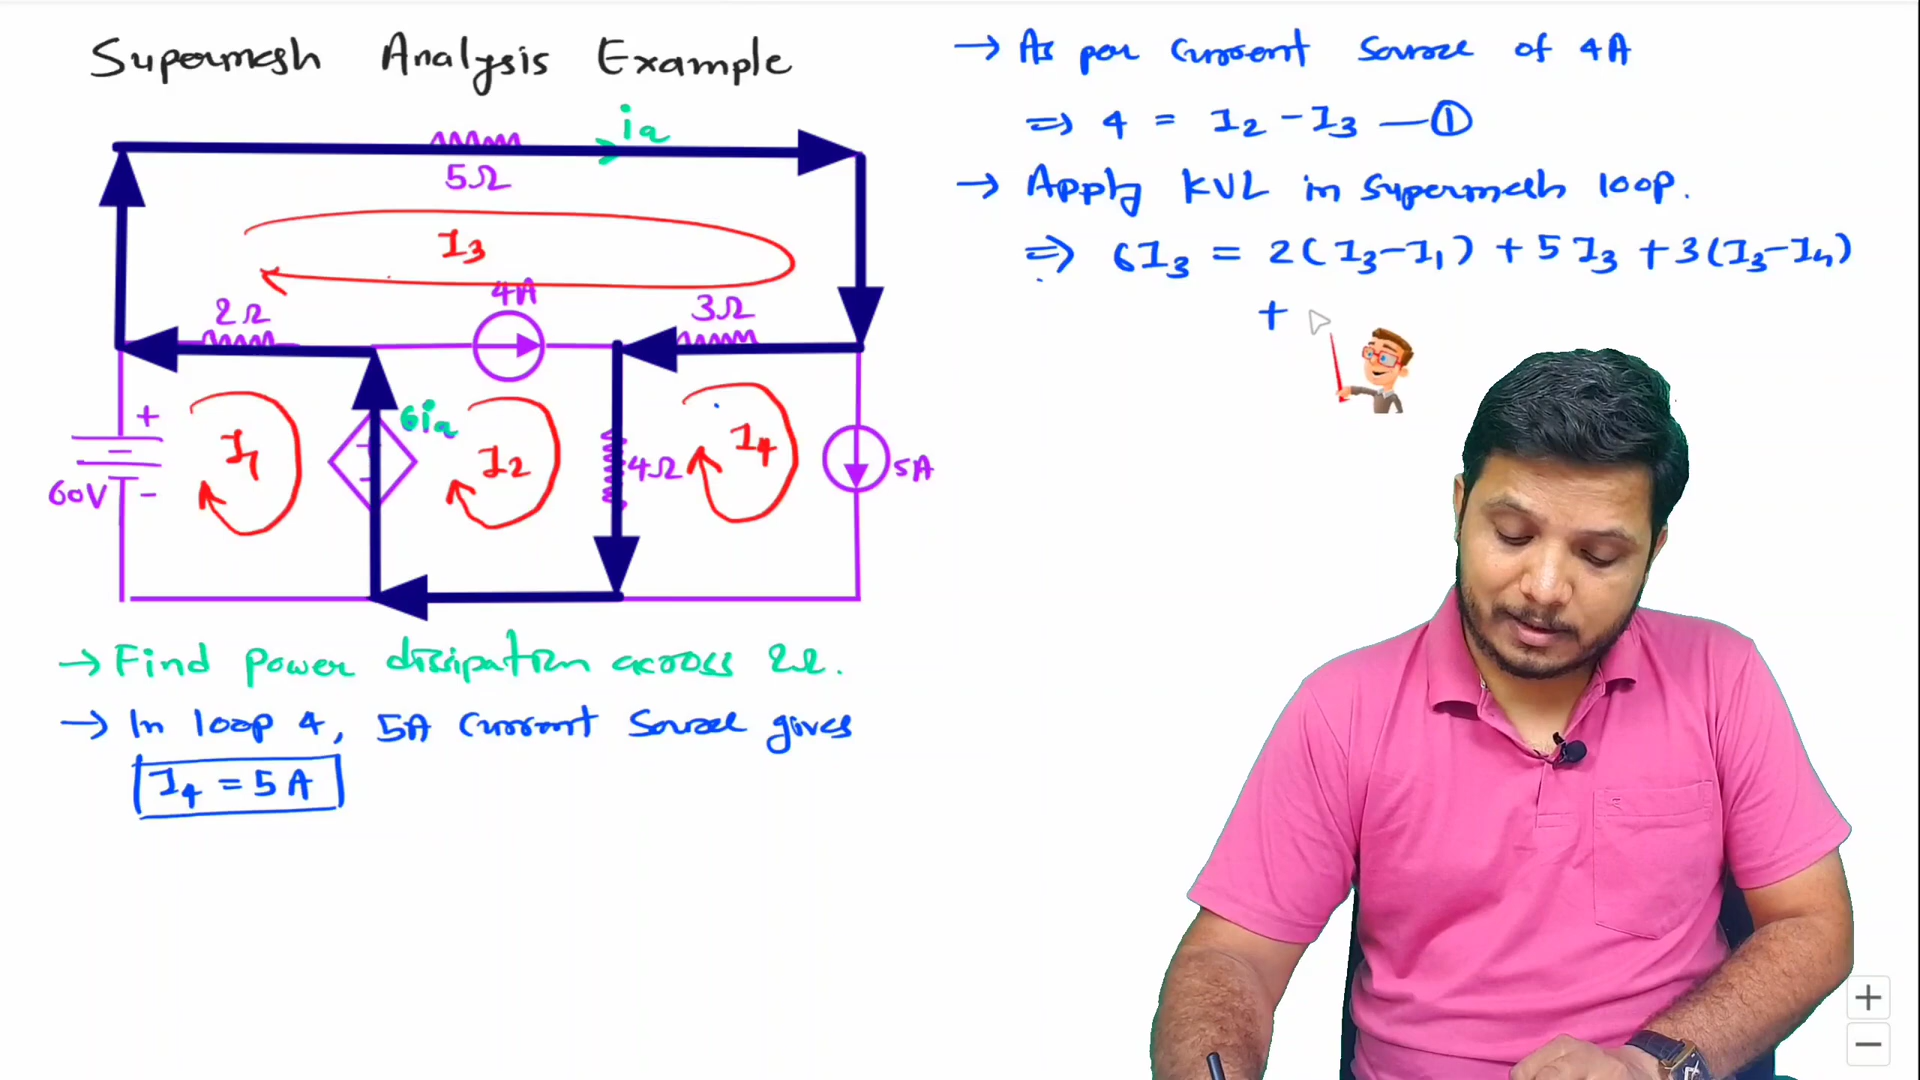 Supermesh Analysis Example
ia
5Ω
I3
4A
2Ω
3Ω
6ia
+
60V
-
I1
I2
4Ω
I4
5A
→ Find power dissipation across 2Ω.
→ In loop 4, 5A Current Source gives
I4 = 5A
→ As per Current Source of 4A
⇒ 4 = I2 - I3 — ①
→ Apply KVL in Supermesh loop.
⇒ 6I3 = 2(I3-I1) + 5I3 + 3(I3-I4)
+